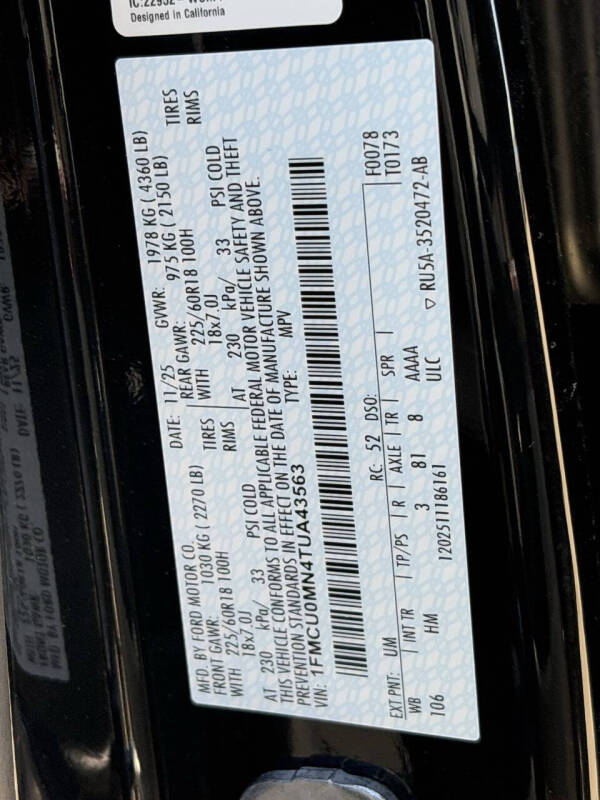 Designed in California
MFD. BY FORD MOTOR CO.
DATE: 11/25 GVWR: 1978 KG ( 4360 LB)
FRONT GAWR: 1030 KG ( 2270 LB) REAR GAWR: 975 KG ( 2150 LB)
WITH 225/60R18 100H TIRES WITH 225/60R18 100H TIRES
18x7.0J RIMS 18x7.0J RIMS
AT 230 kPa/ 33 PSI COLD AT 230 kPa/ 33 PSI COLD
THIS VEHICLE CONFORMS TO ALL APPLICABLE FEDERAL MOTOR VEHICLE SAFETY AND THEFT
PREVENTION STANDARDS IN EFFECT ON THE DATE OF MANUFACTURE SHOWN ABOVE.
VIN: 1FMCU0MN4TUA43563 TYPE: MPV
F0078
T0173
EXT PNT: UM RC: 52 DSO:
WB INT TR TP/PS R AXLE TR SPR
106 HM 3 81 8 AAAA
120251186161 ULC
▽ RU5A-3520472-AB